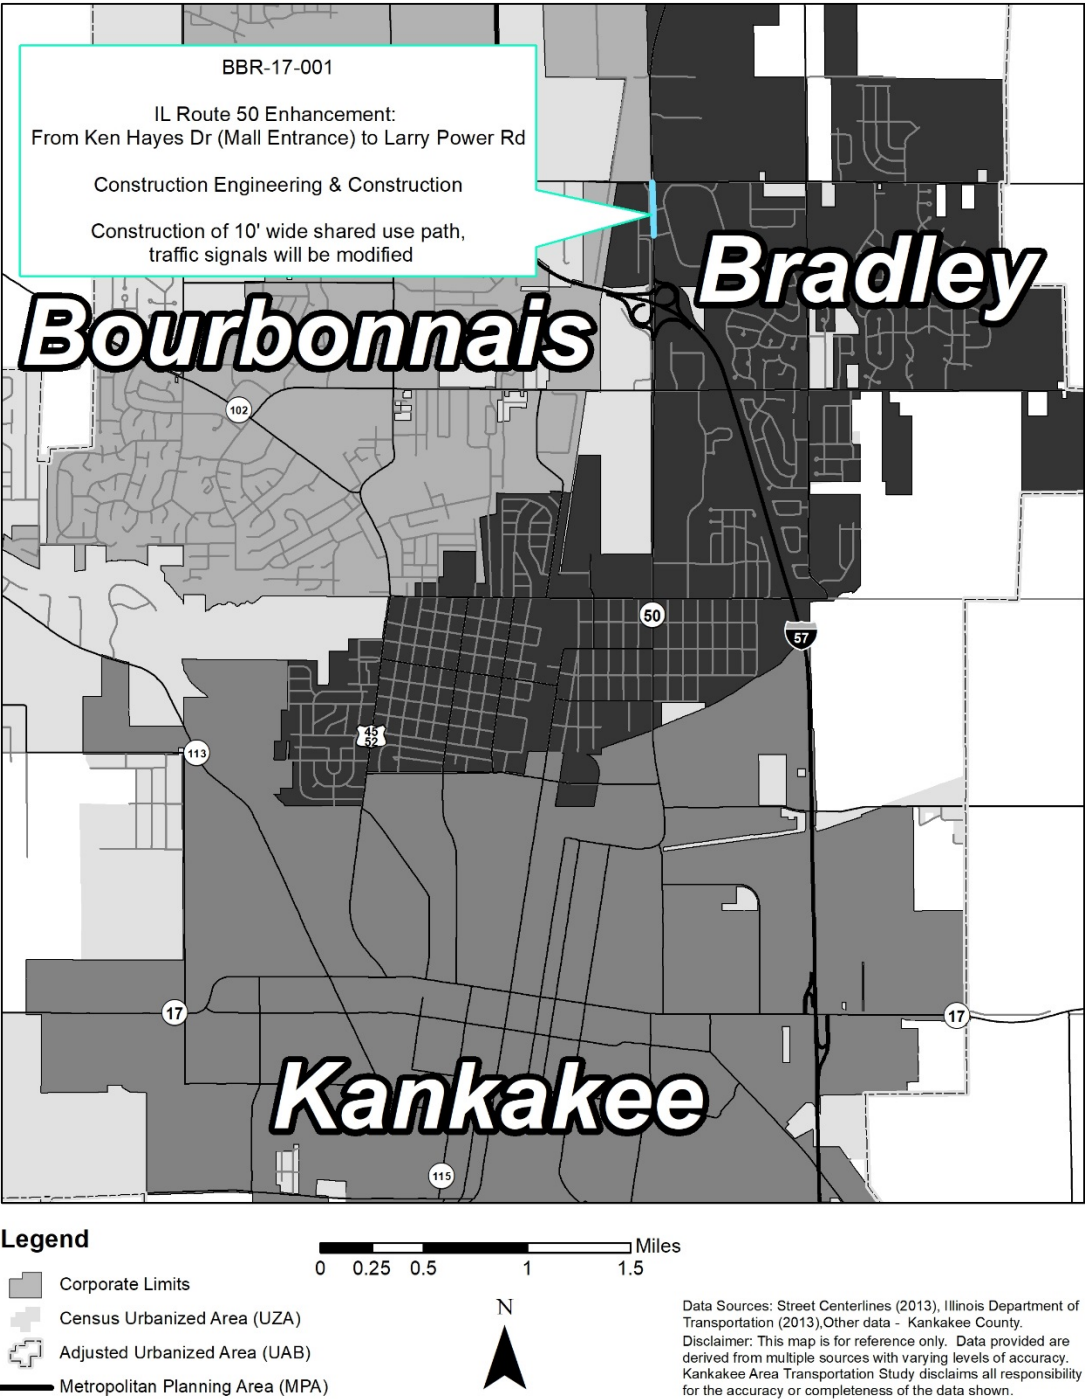 BBR-17-001
IL Route 50 Enhancement:
From Ken Hayes Dr (Mall Entrance) to Larry Power Rd
Construction Engineering & Construction
Construction of 10' wide shared use path,
traffic signals will be modified
Bradley
Bourbonnais
102
50
57
45
52
113
17
17
Kankakee
115
Legend
Corporate Limits
Census Urbanized Area (UZA)
Adjusted Urbanized Area (UAB)
Metropolitan Planning Area (MPA)
Miles
0 0.25 0.5 1 1.5
N
Data Sources: Street Centerlines (2013), Illinois Department of
Transportation (2013),Other data - Kankakee County.
Disclaimer: This map is for reference only. Data provided are
derived from multiple sources with varying levels of accuracy.
Kankakee Area Transportation Study disclaims all responsibility
for the accuracy or completeness of the data shown.